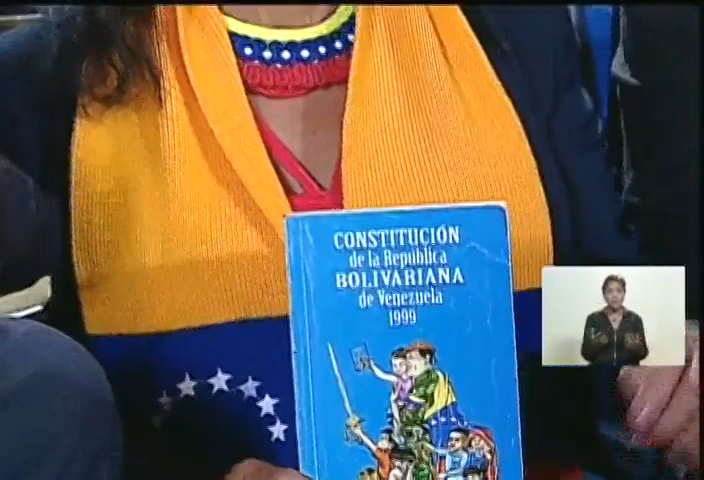 CONSTITUCIÓN
de la República
BOLIVARIANA
de Venezuela
1999